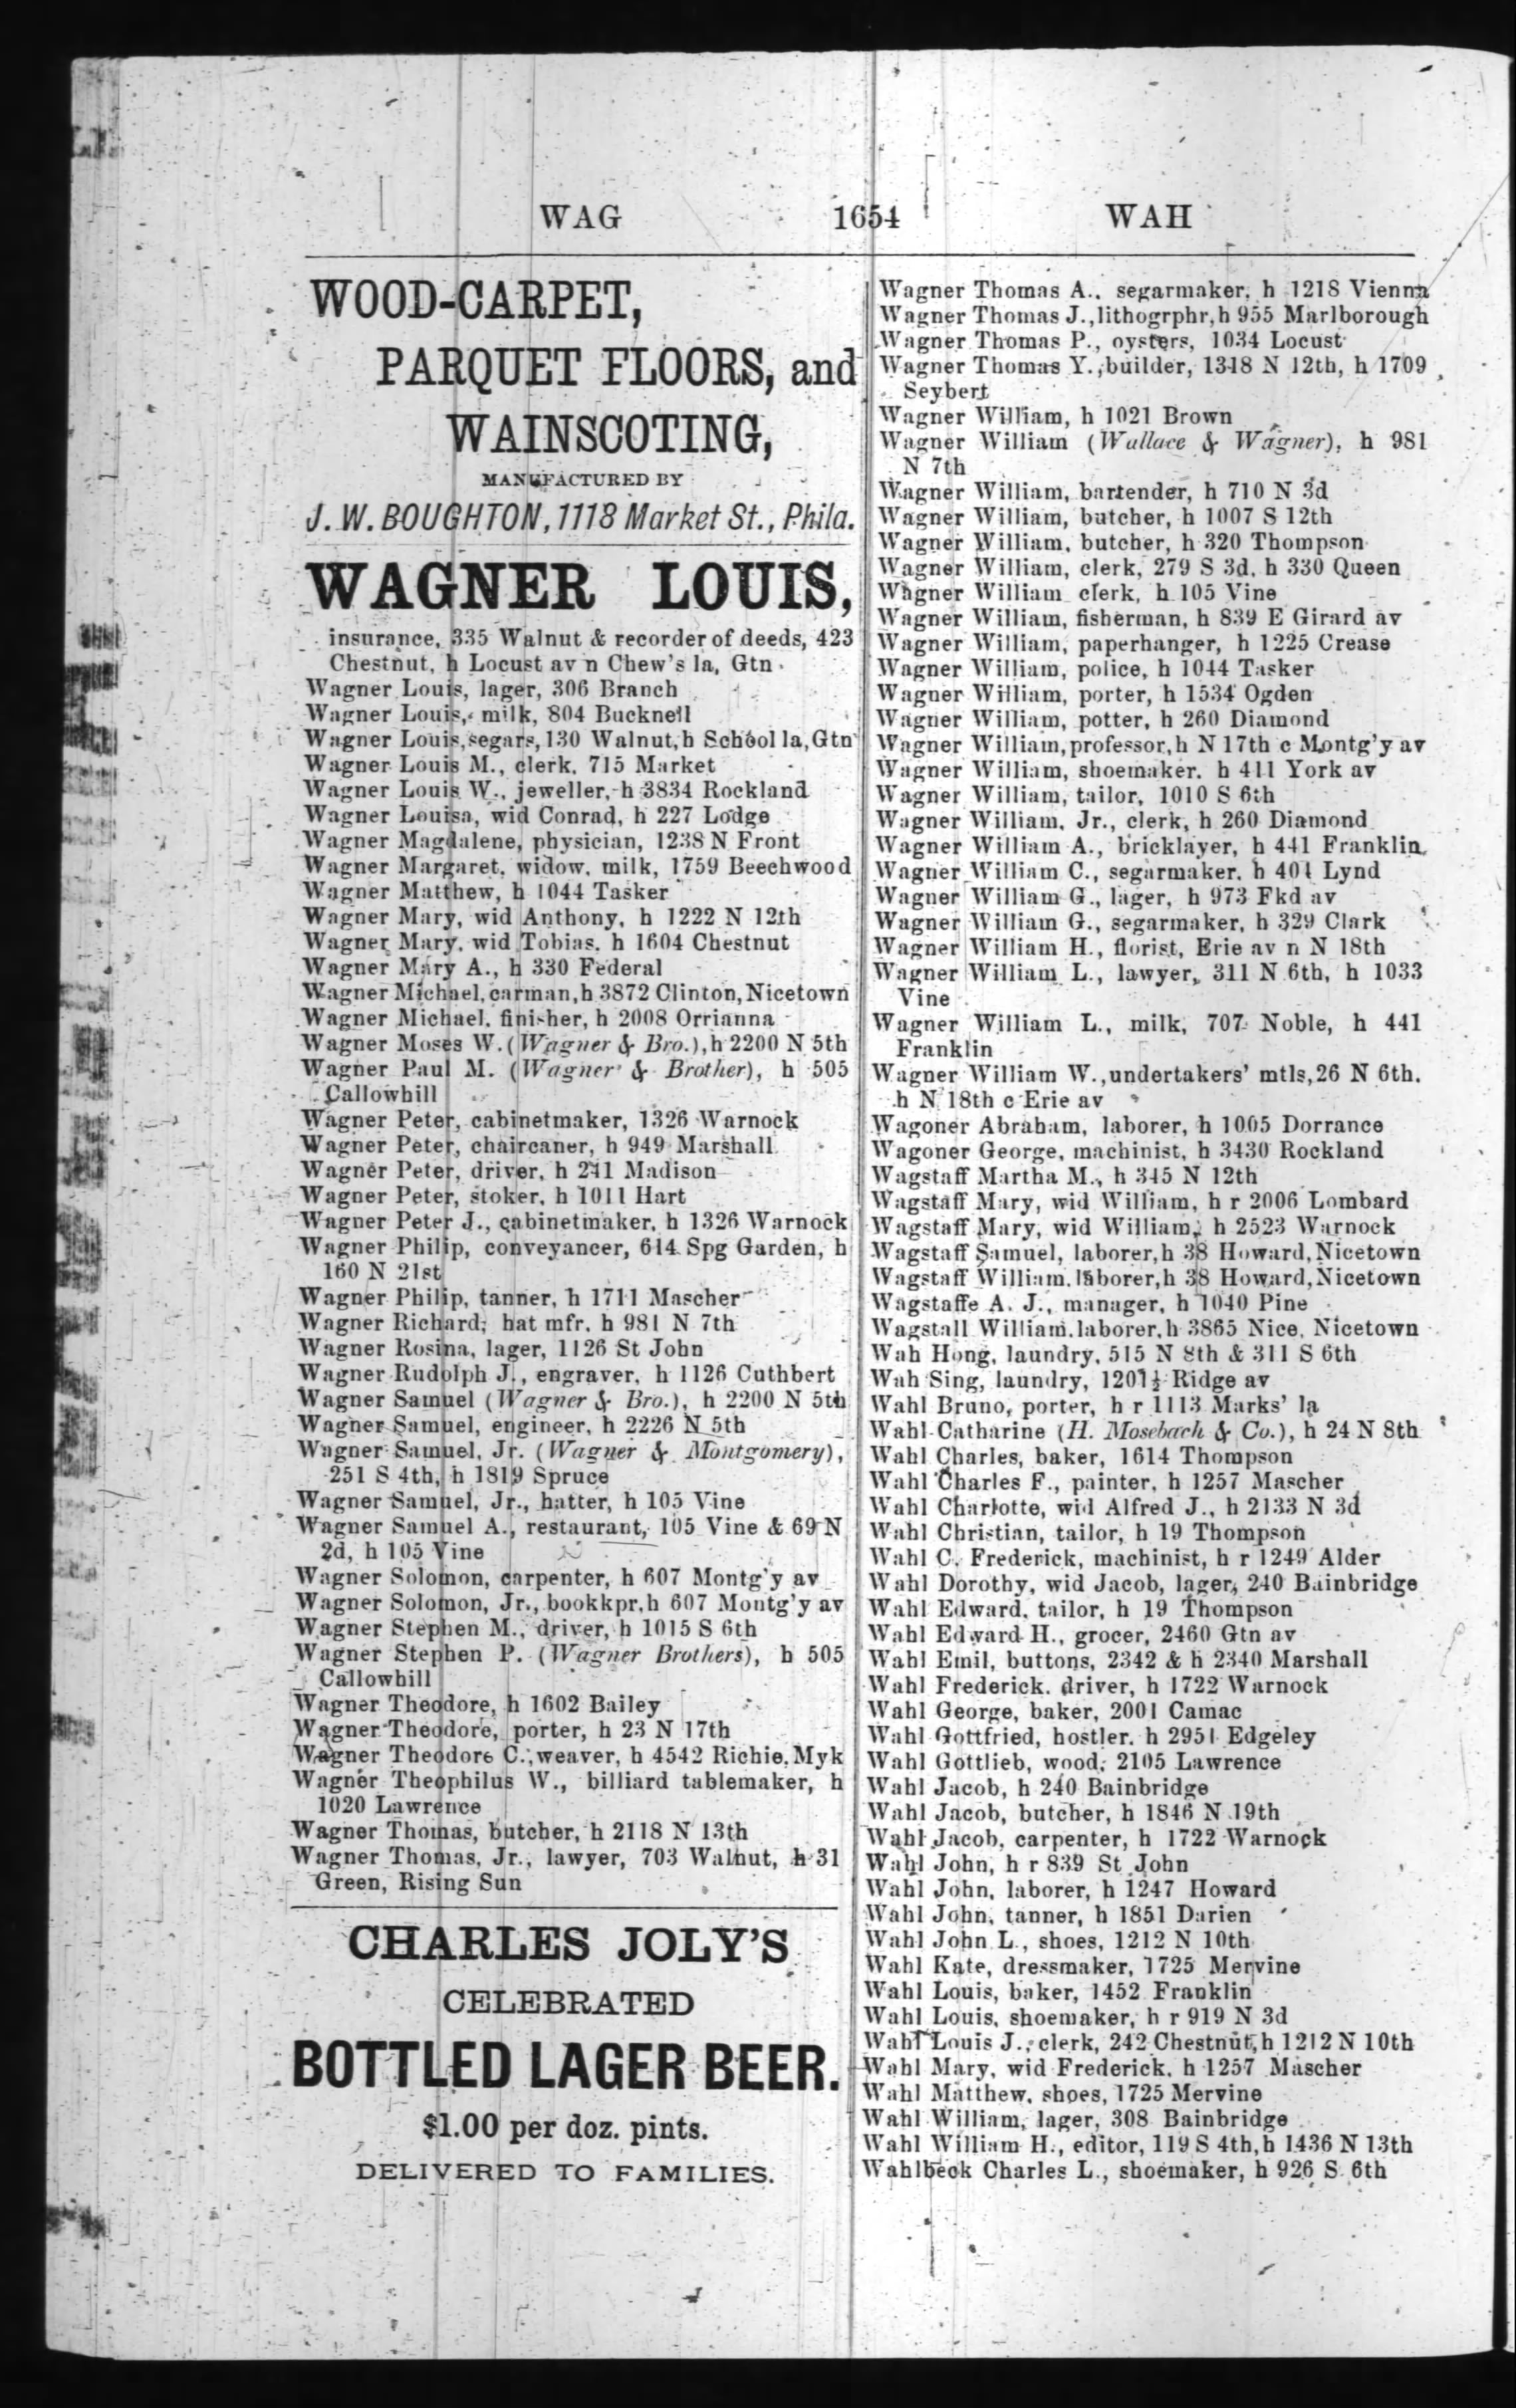 WAG
1654
WAH
WOOD-CARPET,
PARQUET FLOORS, and
WAINSCOTING,
MANUFACTURED BY
J. W. BOUGHTON, 1118 Market St., Phila.
WAGNER LOUIS,
insurance, 335 Walnut & recorder of deeds, 423
Chestnut, h Locust av n Chew's la, Gtn
Wagner Louis, lager, 306 Branch
Wagner Louis, milk, 804 Bucknell
Wagner Louis, segars, 130 Walnut, h School la, Gtn
Wagner Louis M., clerk, 715 Market
Wagner Louis W., jeweller, h 3834 Rockland
Wagner Louisa, wid Conrad, h 227 Lodge
Wagner Magdalene, physician, 1238 N Front
Wagner Margaret, widow, milk, 1759 Beechwood
Wagner Matthew, h 1044 Tasker
Wagner Mary, wid Anthony, h 1222 N 12th
Wagner Mary, wid Tobias, h 1604 Chestnut
Wagner Mary A., h 330 Federal
Wagner Michael, carman, h 3872 Clinton, Nicetown
Wagner Michael, finisher, h 2008 Orrianna
Wagner Moses W. (Wagner & Bro.), h 2200 N 5th
Wagner Paul M. (Wagner & Brother), h 505
Callowhill
Wagner Peter, cabinetmaker, 1326 Warnock
Wagner Peter, chaircaner, h 949 Marshall
Wagner Peter, driver, h 241 Madison
Wagner Peter, stoker, h 1011 Hart
Wagner Peter J., cabinetmaker, h 1326 Warnock
Wagner Philip, conveyancer, 614 Spg Garden, h
160 N 21st
Wagner Philip, tanner, h 1711 Mascher
Wagner Richard, hat mfr, h 981 N 7th
Wagner Rosina, lager, 1126 St John
Wagner Rudolph J., engraver, h 1126 Cuthbert
Wagner Samuel (Wagner & Bro.), h 2200 N 5th
Wagner Samuel, engineer, h 2226 N 5th
Wagner Samuel, Jr. (Wagner & Montgomery),
251 S 4th, h 1819 Spruce
Wagner Samuel, Jr., hatter, h 105 Vine
Wagner Samuel A., restaurant, 105 Vine & 69 N
2d, h 105 Vine
Wagner Solomon, carpenter, h 607 Montg'y av
Wagner Solomon, Jr., bookkpr, h 607 Montg'y av
Wagner Stephen M., driver, h 1015 S 6th
Wagner Stephen P. (Wagner Brothers), h 505
Callowhill
Wagner Theodore, h 1602 Bailey
Wagner Theodore, porter, h 23 N 17th
Wagner Theodore C., weaver, h 4542 Richie, Myk
Wagner Theophilus W., billiard tablemaker, h
1020 Lawrence
Wagner Thomas, butcher, h 2118 N 13th
Wagner Thomas, Jr., lawyer, 703 Walnut, h 31
Green, Rising Sun
CHARLES JOLY'S
CELEBRATED
BOTTLED LAGER BEER.
$1.00 per doz. pints.
DELIVERED TO FAMILIES.
Wagner Thomas A., segarmaker, h 1218 Vienna
Wagner Thomas J., lithogrphr, h 955 Marlborough
Wagner Thomas P., oysters, 1034 Locust
Wagner Thomas Y., builder, 1318 N 12th, h 1709
Seybert
Wagner William, h 1021 Brown
Wagner William (Wallace & Wagner), h 981
N 7th
Wagner William, bartender, h 710 N 3d
Wagner William, butcher, h 1007 S 12th
Wagner William, butcher, h 320 Thompson
Wagner William, clerk, 279 S 3d, h 330 Queen
Wagner William clerk, h 105 Vine
Wagner William, fisherman, h 839 E Girard av
Wagner William, paperhanger, h 1225 Crease
Wagner William, police, h 1044 Tasker
Wagner William, porter, h 1534 Ogden
Wagner William, potter, h 260 Diamond
Wagner William, professor, h N 17th c Montg'y av
Wagner William, shoemaker, h 411 York av
Wagner William, tailor, 1010 S 6th
Wagner William, Jr., clerk, h 260 Diamond
Wagner William A., bricklayer, h 441 Franklin
Wagner William C., segarmaker, h 401 Lynd
Wagner William G., lager, h 973 Fkd av
Wagner William G., segarmaker, h 329 Clark
Wagner William H., florist, Erie av n N 18th
Wagner William L., lawyer, 311 N 6th, h 1033
Vine
Wagner William L., milk, 707 Noble, h 441
Franklin
Wagner William W., undertakers' mtls, 26 N 6th,
h N 18th c Erie av
Wagoner Abraham, laborer, h 1005 Dorrance
Wagoner George, machinist, h 3430 Rockland
Wagstaff Martha M., h 345 N 12th
Wagstaff Mary, wid William, h r 2006 Lombard
Wagstaff Mary, wid William, h 2523 Warnock
Wagstaff Samuel, laborer, h 38 Howard, Nicetown
Wagstaff William, laborer, h 38 Howard, Nicetown
Wagstaffe A. J., manager, h 1040 Pine
Wagstall William, laborer, h 3865 Nice, Nicetown
Wah Hong, laundry, 515 N 8th & 311 S 6th
Wah Sing, laundry, 1201½ Ridge av
Wahl Bruno, porter, h r 1113 Marks' la
Wahl Catharine (H. Mosebach & Co.), h 24 N 8th
Wahl Charles, baker, 1614 Thompson
Wahl Charles F., painter, h 1257 Mascher
Wahl Charlotte, wid Alfred J., h 2133 N 3d
Wahl Christian, tailor, h 19 Thompson
Wahl C. Frederick, machinist, h r 1249 Alder
Wahl Dorothy, wid Jacob, lager, 240 Bainbridge
Wahl Edward, tailor, h 19 Thompson
Wahl Edward H., grocer, 2460 Gtn av
Wahl Emil, buttons, 2342 & h 2340 Marshall
Wahl Frederick, driver, h 1722 Warnock
Wahl George, baker, 2001 Camac
Wahl Gottfried, hostler, h 2951 Edgeley
Wahl Gottlieb, wood, 2105 Lawrence
Wahl Jacob, h 240 Bainbridge
Wahl Jacob, butcher, h 1846 N 19th
Wahl Jacob, carpenter, h 1722 Warnock
Wahl John, h r 839 St John
Wahl John, laborer, h 1247 Howard
Wahl John, tanner, h 1851 Darien
Wahl John L., shoes, 1212 N 10th
Wahl Kate, dressmaker, 1725 Mervine
Wahl Louis, baker, 1452 Franklin
Wahl Louis, shoemaker, h r 919 N 3d
Wahl Louis J., clerk, 242 Chestnut, h 1212 N 10th
Wahl Mary, wid Frederick, h 1257 Mascher
Wahl Matthew, shoes, 1725 Mervine
Wahl William, lager, 308 Bainbridge
Wahl William H., editor, 119 S 4th, h 1436 N 13th
Wahlbeck Charles L., shoemaker, h 926 S 6th